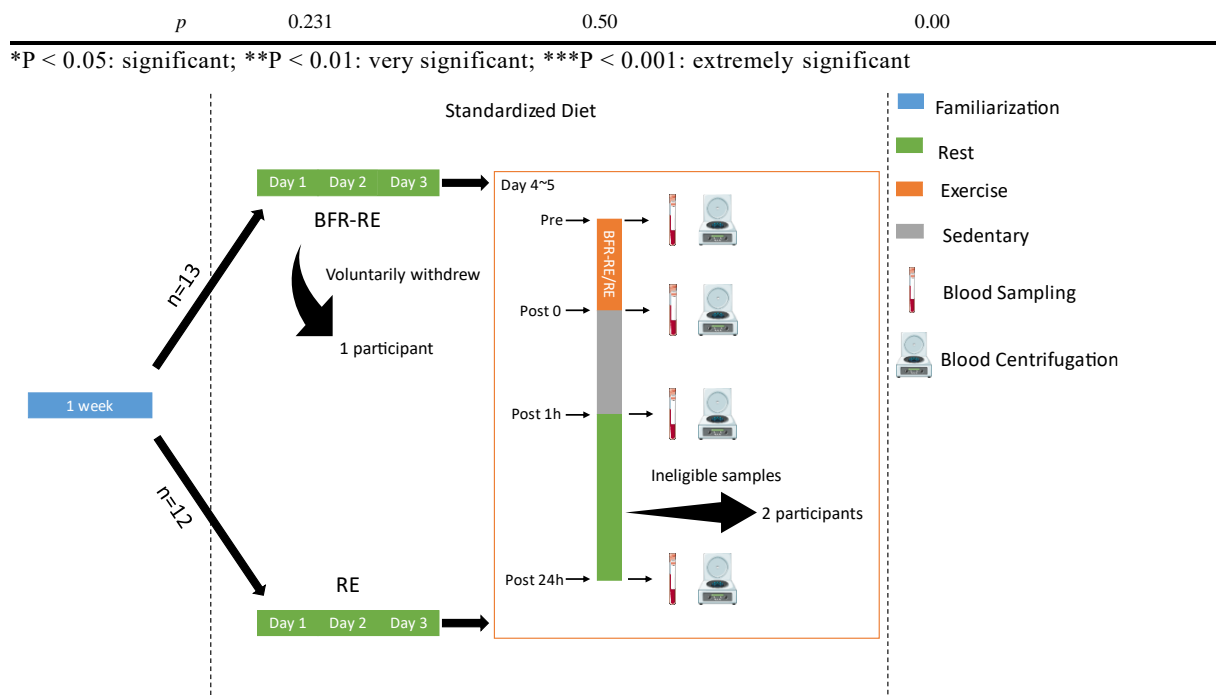 p 0.231 0.50 0.00
*P < 0.05: significant; **P < 0.01: very significant; ***P < 0.001: extremely significant
Standardized Diet
Familiarization
Rest
Exercise
Sedentary
Blood Sampling
Blood Centrifugation
Day 1 Day 2 Day 3
BFR-RE
Voluntarily withdrew
1 participant
n=13
1 week
n=12
RE
Day 1 Day 2 Day 3
Day 4~5
Pre
BFR-RE/RE
Post 0
Post 1h
Ineligible samples
2 participants
Post 24h